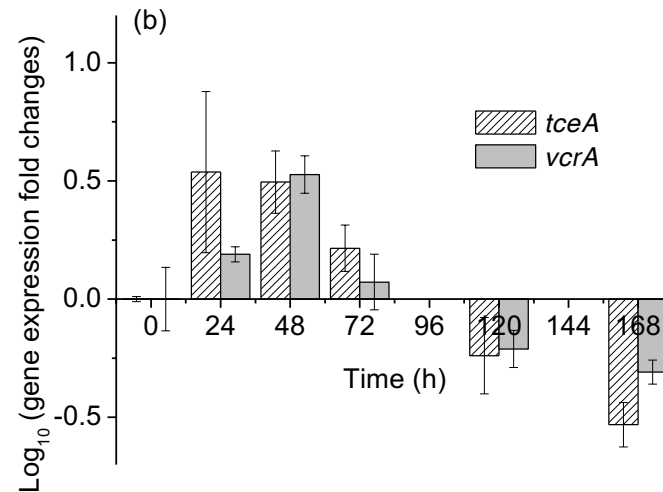 (b)
1.0
0.5
0.0
-0.5
Log10 (gene expression fold changes)
tceA
vcrA
0 24 48 72 96 120 144 168
Time (h)